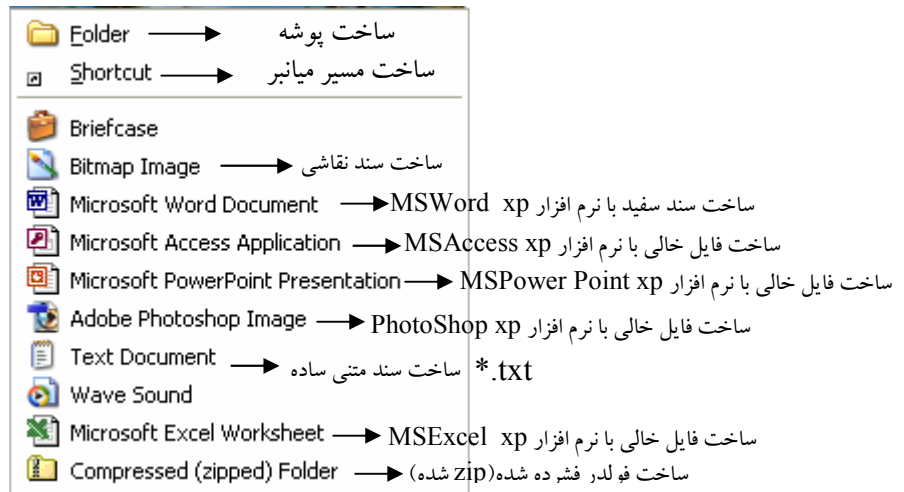 Folder ساخت پوشه
Shortcut ساخت مسیر میانبر
Briefcase
Bitmap Image ساخت سند نقاشی
Microsoft Word Document ساخت سند سفید با نرم افزار MSWord xp
Microsoft Access Application ساخت فایل خالی با نرم افزار MSAccess xp
Microsoft PowerPoint Presentation ساخت فایل خالی با نرم افزار MSPower Point xp
Adobe Photoshop Image ساخت فایل خالی با نرم افزار PhotoShop xp
Text Document ساخت سند متنی ساده *.txt
Wave Sound
Microsoft Excel Worksheet ساخت فایل خالی با نرم افزار MSExcel xp
Compressed (zipped) Folder ساخت فولدر فشرده شده(zip شده)